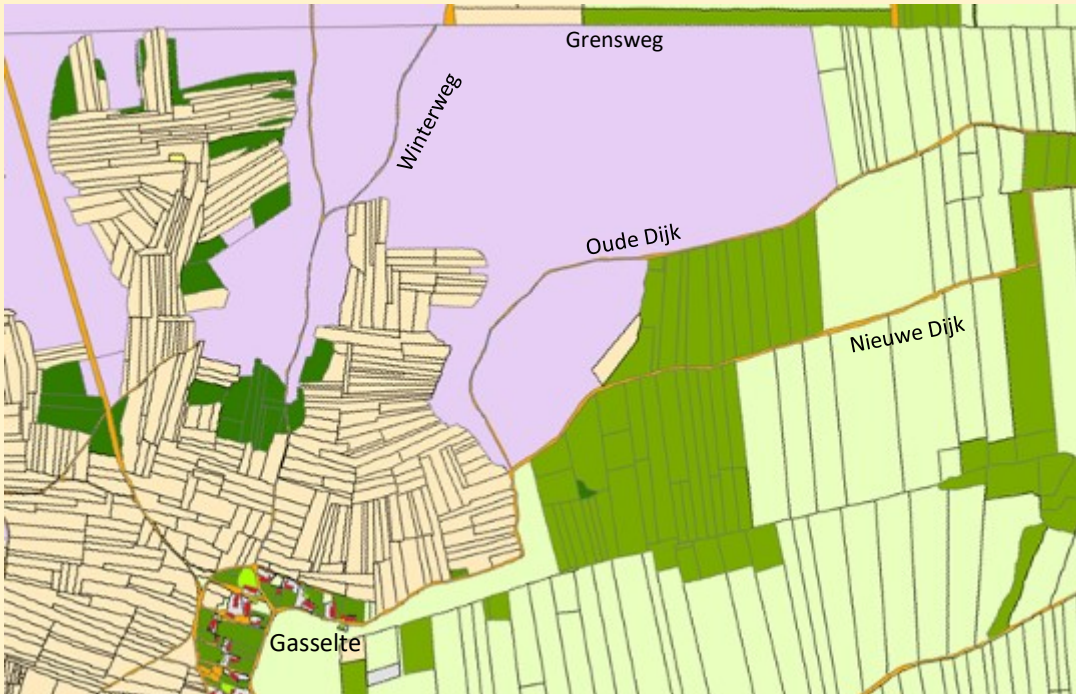 Grensweg
Winterweg
Oude Dijk
Nieuwe Dijk
Gasselte